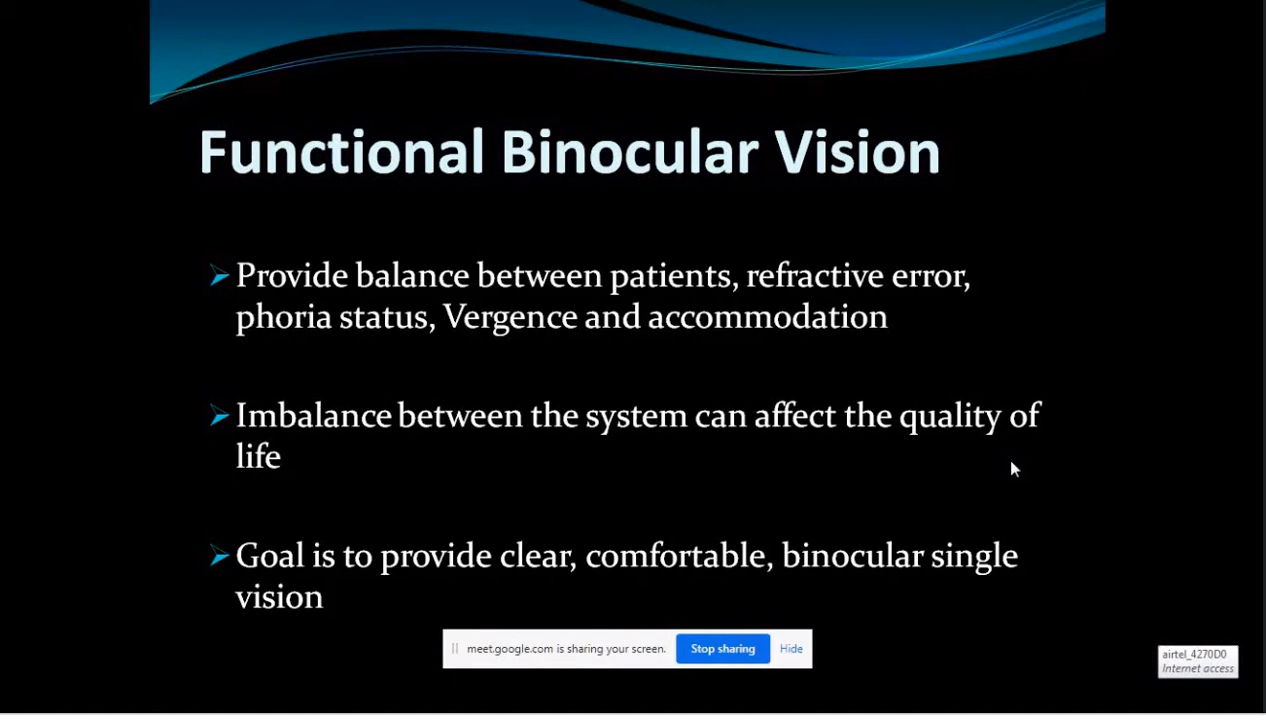 Functional Binocular Vision
➢ Provide balance between patients, refractive error,
phoria status, Vergence and accommodation
➢ Imbalance between the system can affect the quality of
life
➢ Goal is to provide clear, comfortable, binocular single
vision
meet.google.com is sharing your screen. Stop sharing Hide
airtel_4270D0
Internet access